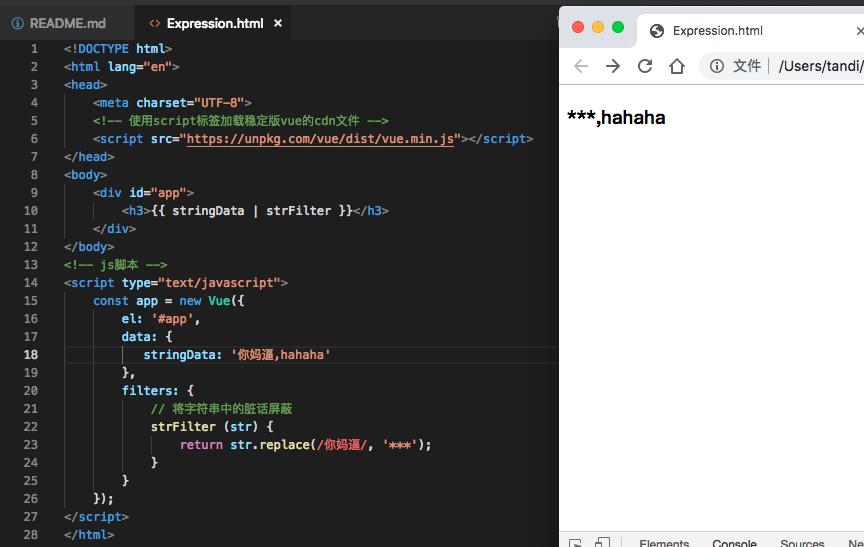 README.md
Expression.html
1 <!DOCTYPE html>
2 <html lang="en">
3 <head>
4 <meta charset="UTF-8">
5 <!-- 使用script标签加载稳定版vue的cdn文件 -->
6 <script src="https://unpkg.com/vue/dist/vue.min.js"></script>
7 </head>
8 <body>
9 <div id="app">
10 <h3>{{ stringData | strFilter }}</h3>
11 </div>
12 </body>
13 <!-- js脚本 -->
14 <script type="text/javascript">
15 const app = new Vue({
16 el: '#app',
17 data: {
18 stringData: '你妈逼,hahaha'
19 },
20 filters: {
21 // 将字符串中的脏话屏蔽
22 strFilter (str) {
23 return str.replace(/你妈逼/, '***');
24 }
25 }
26 });
27 </script>
28 </html>
Expression.html
文件 | /Users/tandi/
***,hahaha
Elements Console Sources Ne